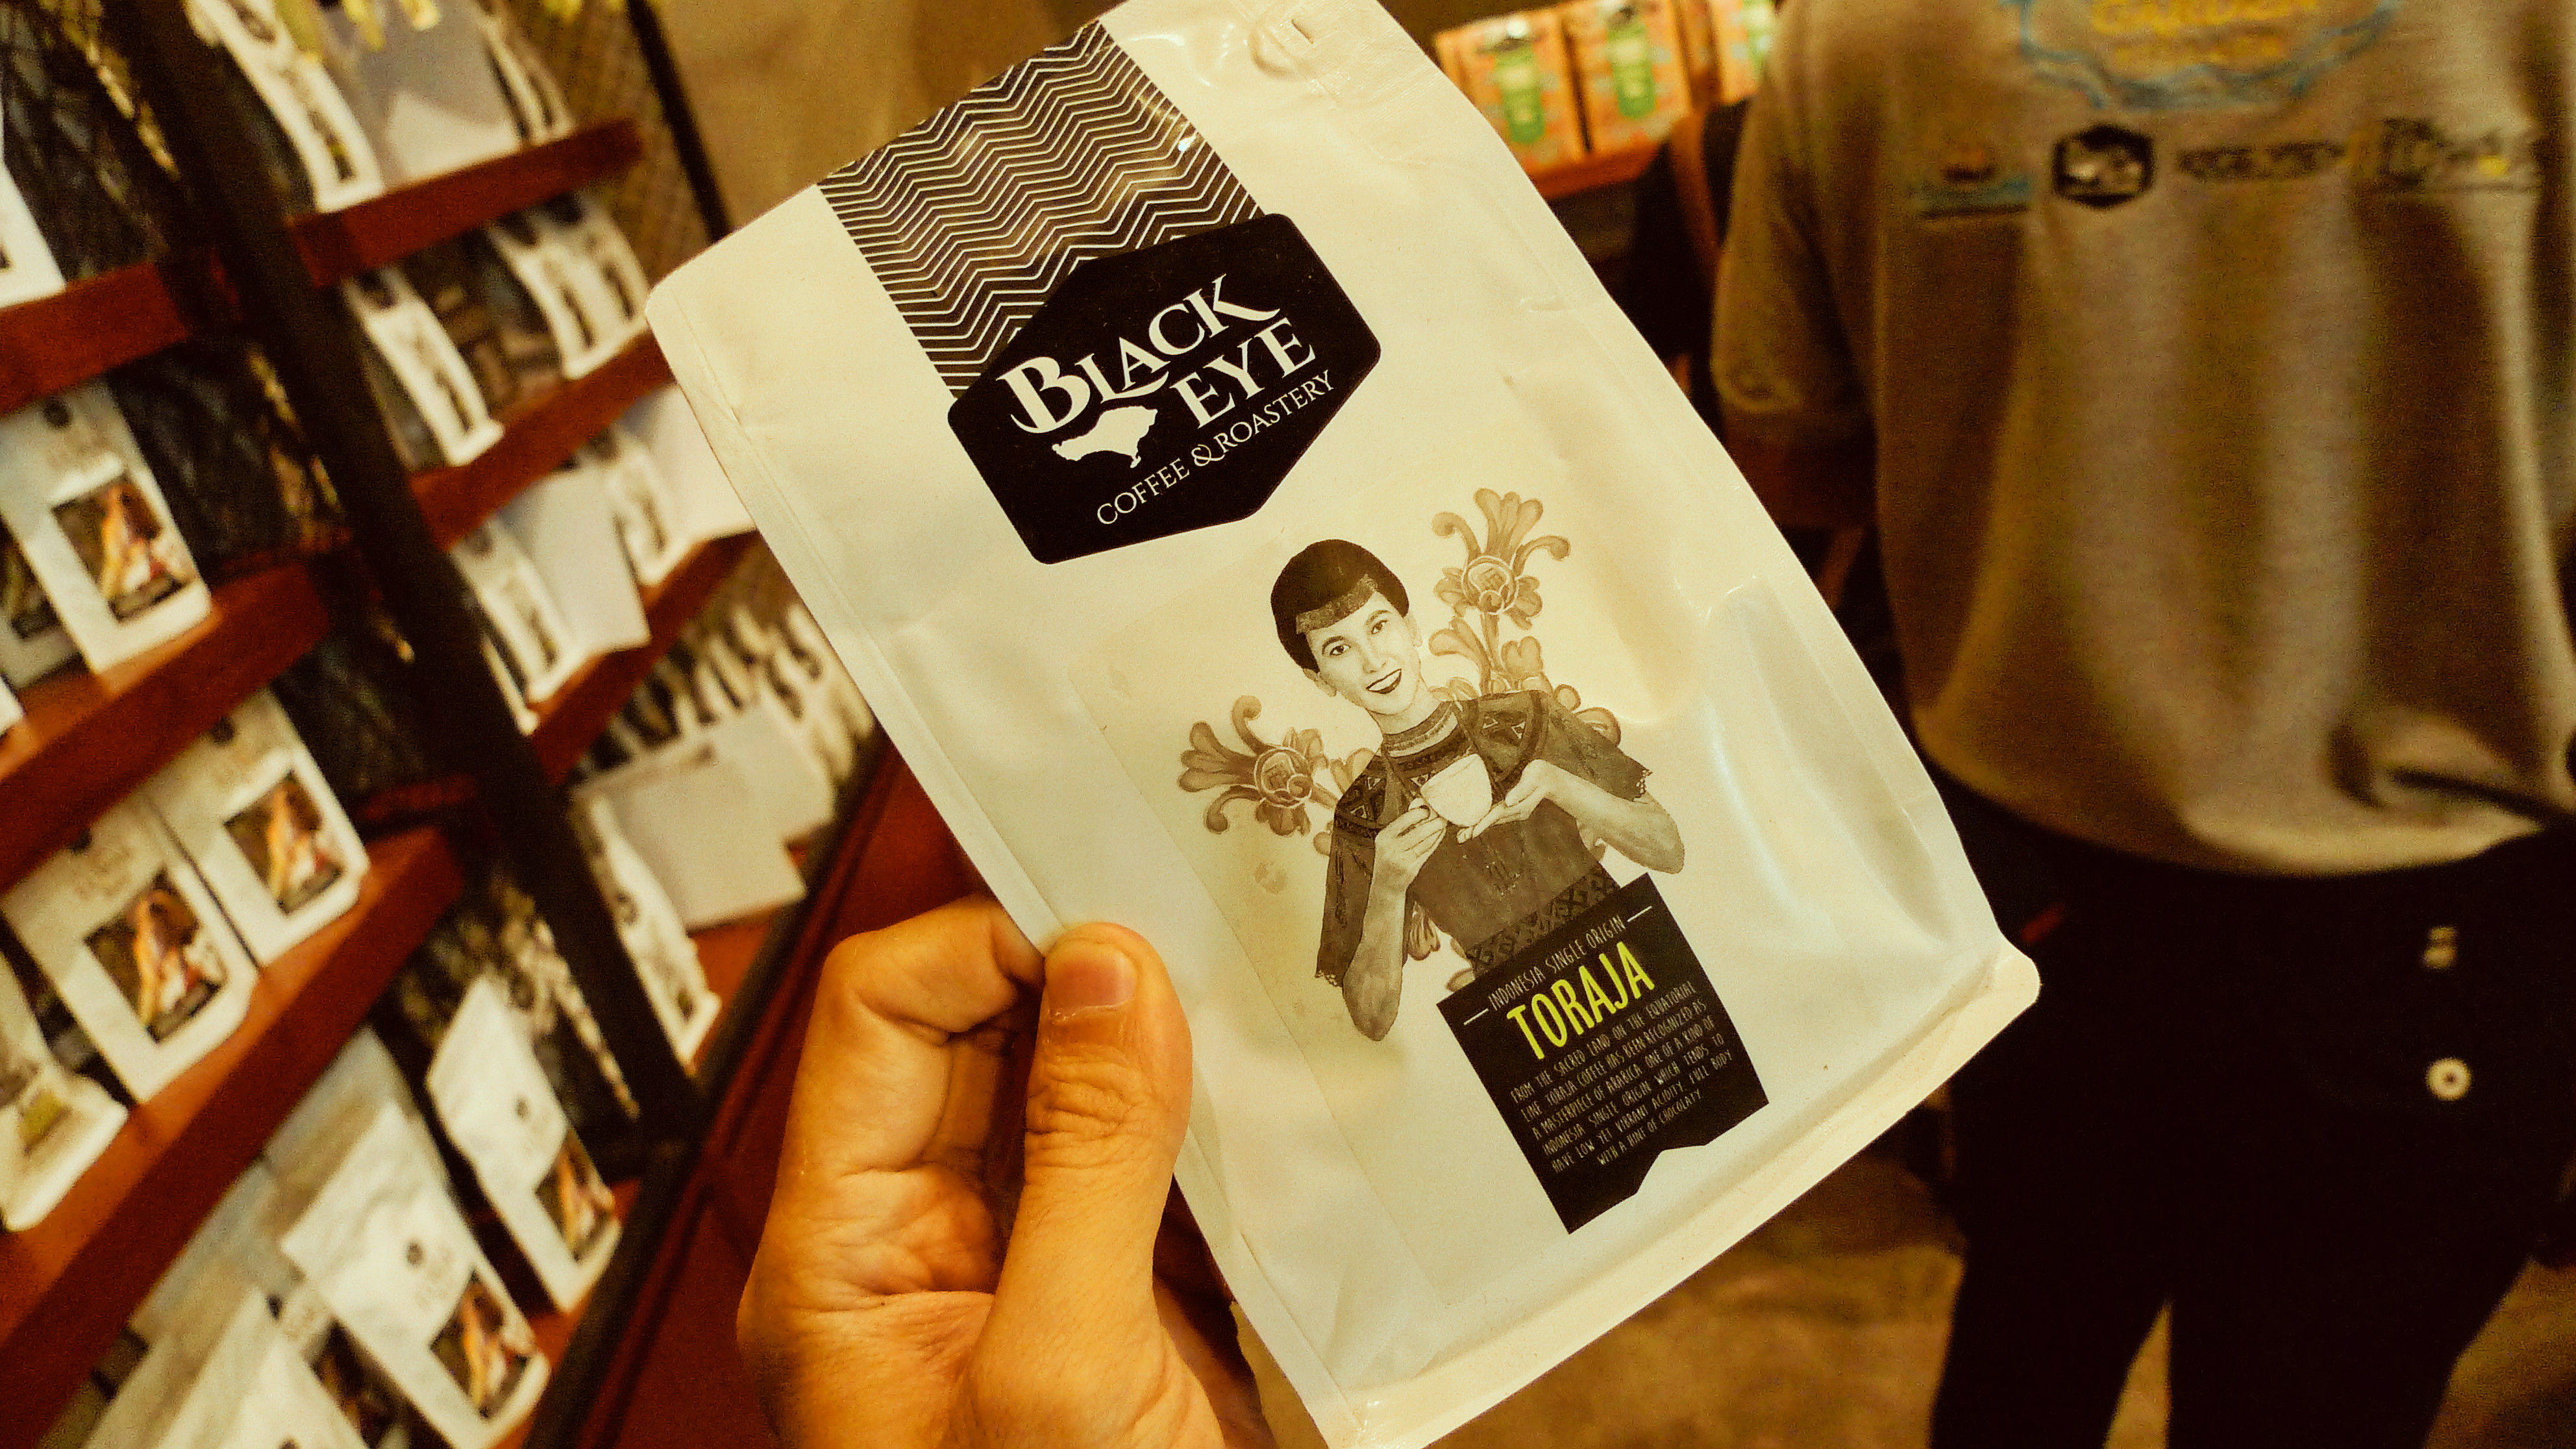 BLACK
EYE
COFFEE & ROASTERY
INDONESIA SINGLE ORIGIN
TORAJA
FROM THE SACRED LAND ON THE EQUATORIAL
LINE. TORAJA COFFEE HAS BEEN RECOGNIZED AS
A MASTERPIECE OF ARABICA. ONE OF A KIND OF
INDONESIA SINGLE ORIGIN WHICH TENDS TO
HAVE LOW YET VIBRANT ACIDITY, FULL BODY
WITH A HINT OF CHOCOLATY.